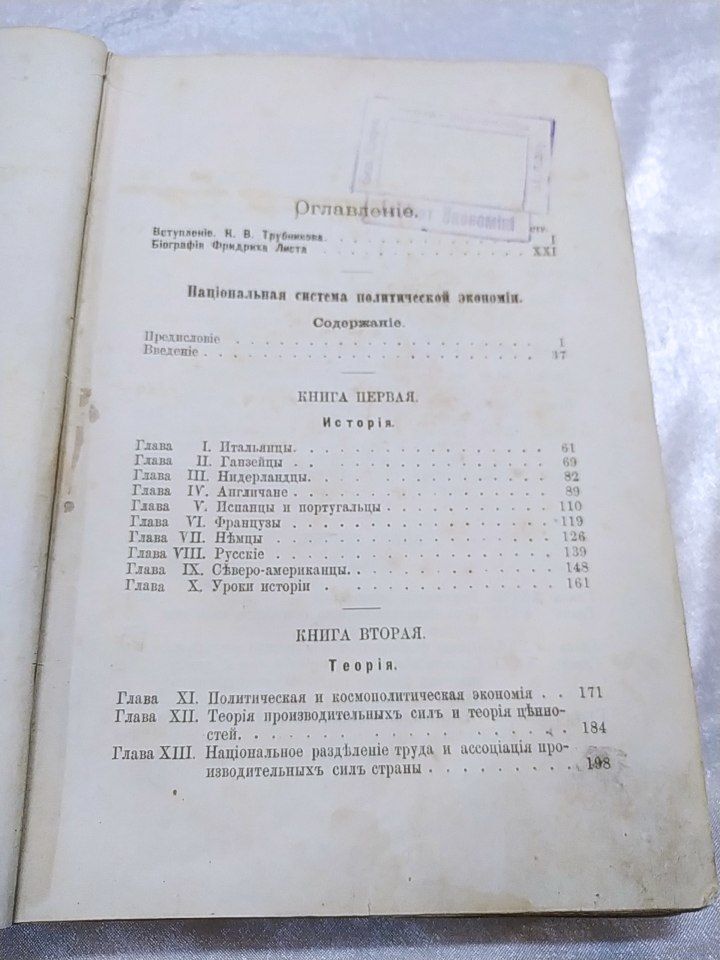 Оглавленіе.
стр.
Вступленіе. К. В. Трубникова. . . . . . . . . . . . I
Біографія Фридриха Листа . . . . . . . . . . . . XXI
Національная система политической экономіи.
Содержаніе.
Предисловіе . . . . . . . . . . . . . . 1
Введеніе . . . . . . . . . . . . . . . 37
КНИГА ПЕРВАЯ.
Исторія.
Глава I. Итальянцы. . . . . . . . . . . . . 61
Глава II. Ганзейцы . . . . . . . . . . . . . 69
Глава III. Нидерландцы. . . . . . . . . . . . 82
Глава IV. Англичане . . . . . . . . . . . . . 89
Глава V. Испанцы и португальцы . . . . . . . . 110
Глава VI. Французы . . . . . . . . . . . . . 119
Глава VII. Нѣмцы . . . . . . . . . . . . . . 126
Глава VIII. Русскіе . . . . . . . . . . . . . . 139
Глава IX. Сѣверо-американцы. . . . . . . . . . 148
Глава X. Уроки исторіи . . . . . . . . . . . . 161
КНИГА ВТОРАЯ.
Теорія.
Глава XI. Политическая и космополитическая экономія . . 171
Глава XII. Теорія производительныхъ сил и теорія цѣнно-
стей. . . . . . . . . . . . . . . . 184
Глава XIII. Національное раздѣленіе труда и ассоціація про-
изводительныхъ сил страны . . . . . . . . 198